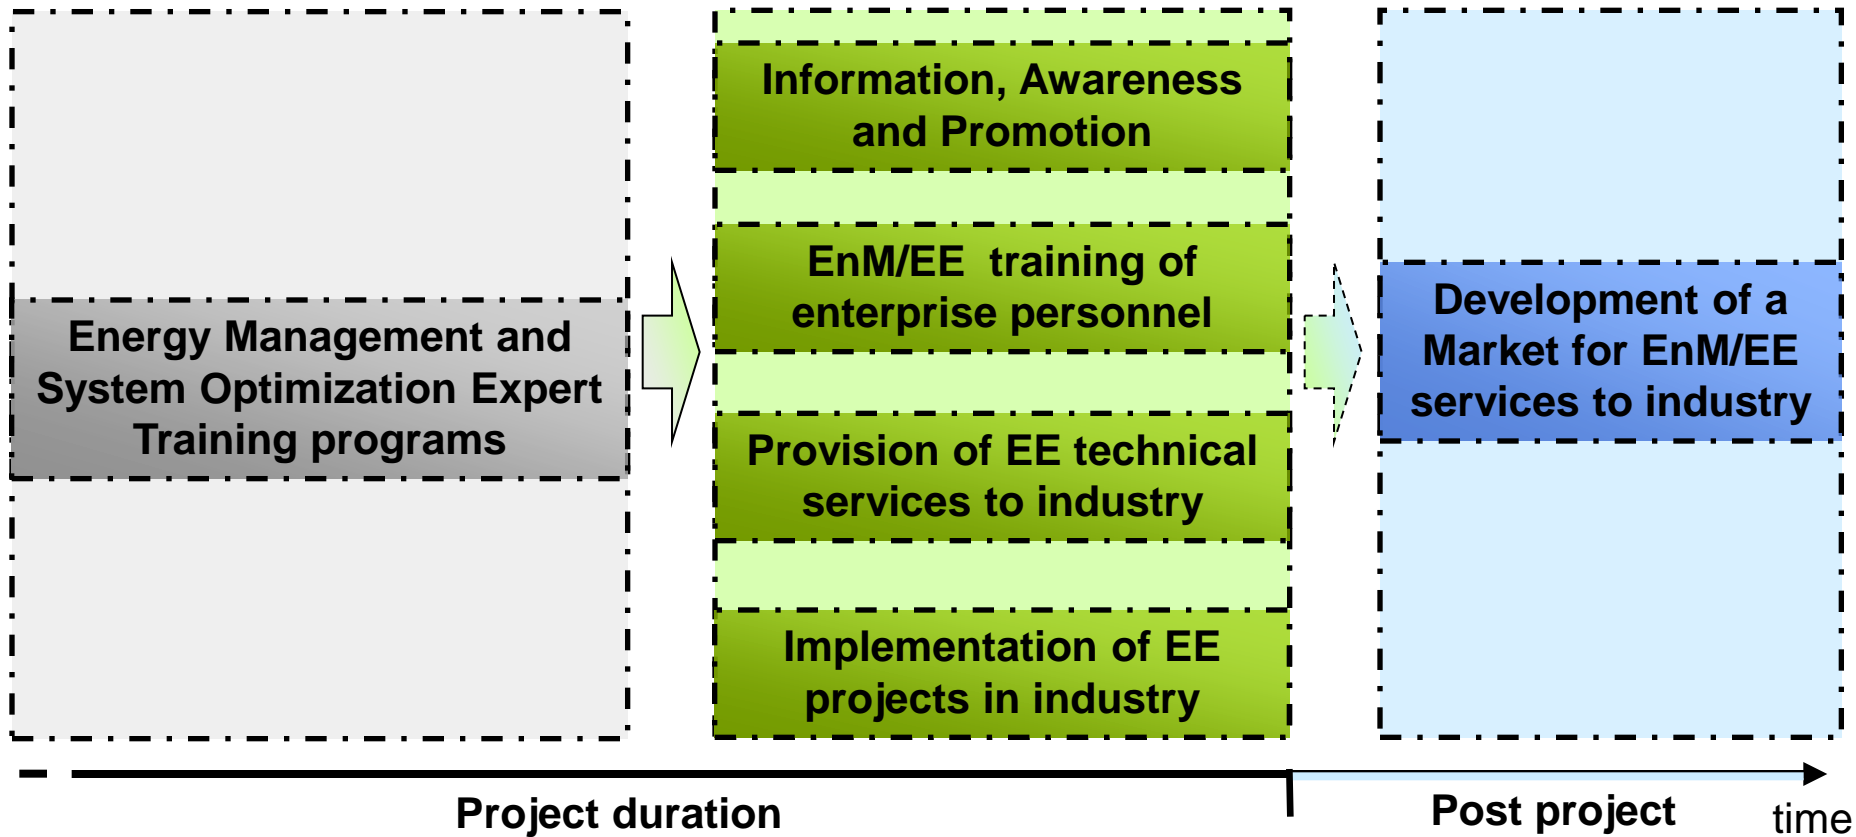 Energy Management and
System Optimization Expert
Training programs
Information, Awareness
and Promotion
EnM/EE training of
enterprise personnel
Provision of EE technical
services to industry
Implementation of EE
projects in industry
Development of a
Market for EnM/EE
services to industry
Project duration
Post project
time